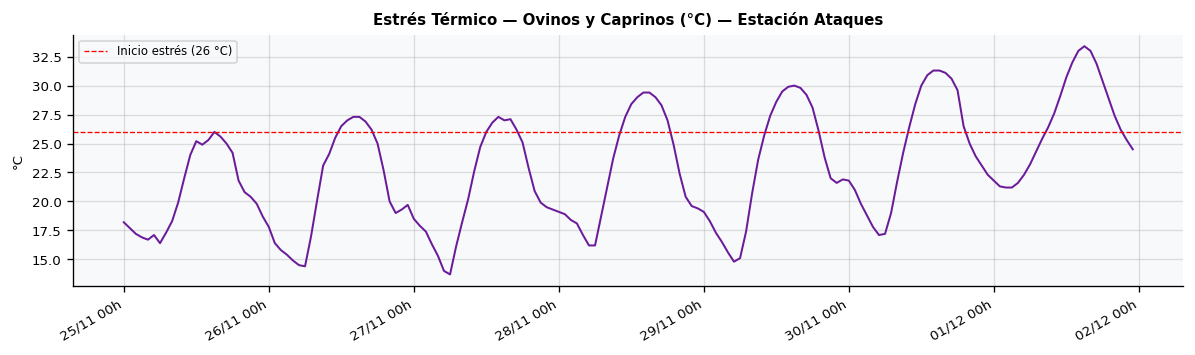 Estrés Térmico — Ovinos y Caprinos (°C) — Estación Ataques
Inicio estrés (26 °C)
°C
32.5
30.0
27.5
25.0
22.5
20.0
17.5
15.0
25/11 00h
26/11 00h
27/11 00h
28/11 00h
29/11 00h
30/11 00h
01/12 00h
02/12 00h